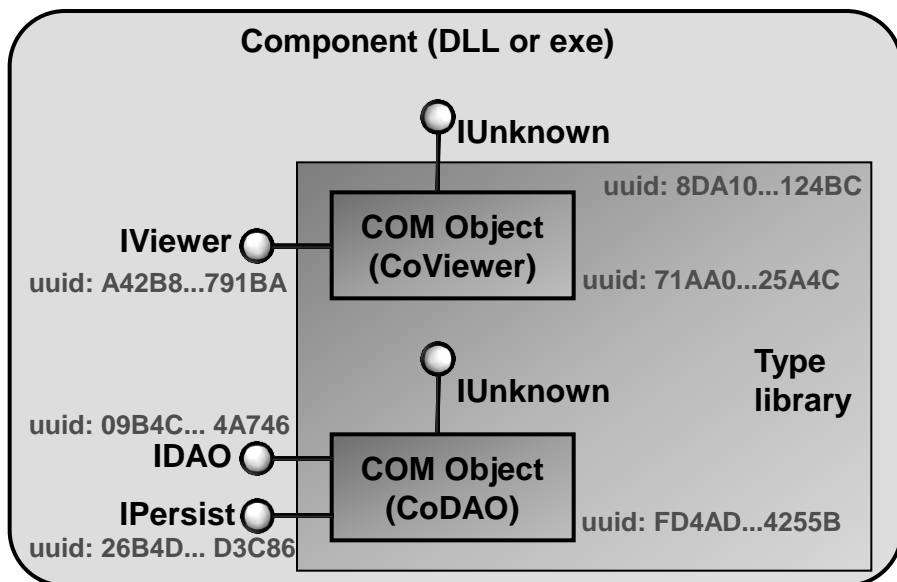 Component (DLL or exe)
IUnknown
uuid: 8DA10...124BC
COM Object
(CoViewer)
IViewer
uuid: A42B8...791BA
uuid: 71AA0...25A4C
Type
library
IUnknown
uuid: 09B4C... 4A746
IDAO
COM Object
(CoDAO)
IPersist
uuid: FD4AD...4255B
uuid: 26B4D... D3C86